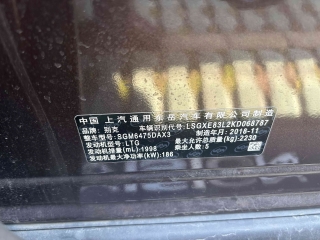 中国 上汽通用东岳汽车有限公司制造
品牌：别克 车辆识别代号：LSGXE83L2KD068787
整车型号：SGM6475DAX3 制造年月：2018-11
发动机型号：LTG 最大允许总质量(kg)：2230
发动机排量(mL)：1998 乘坐人数：5
发动机最大净功率(kW)：186